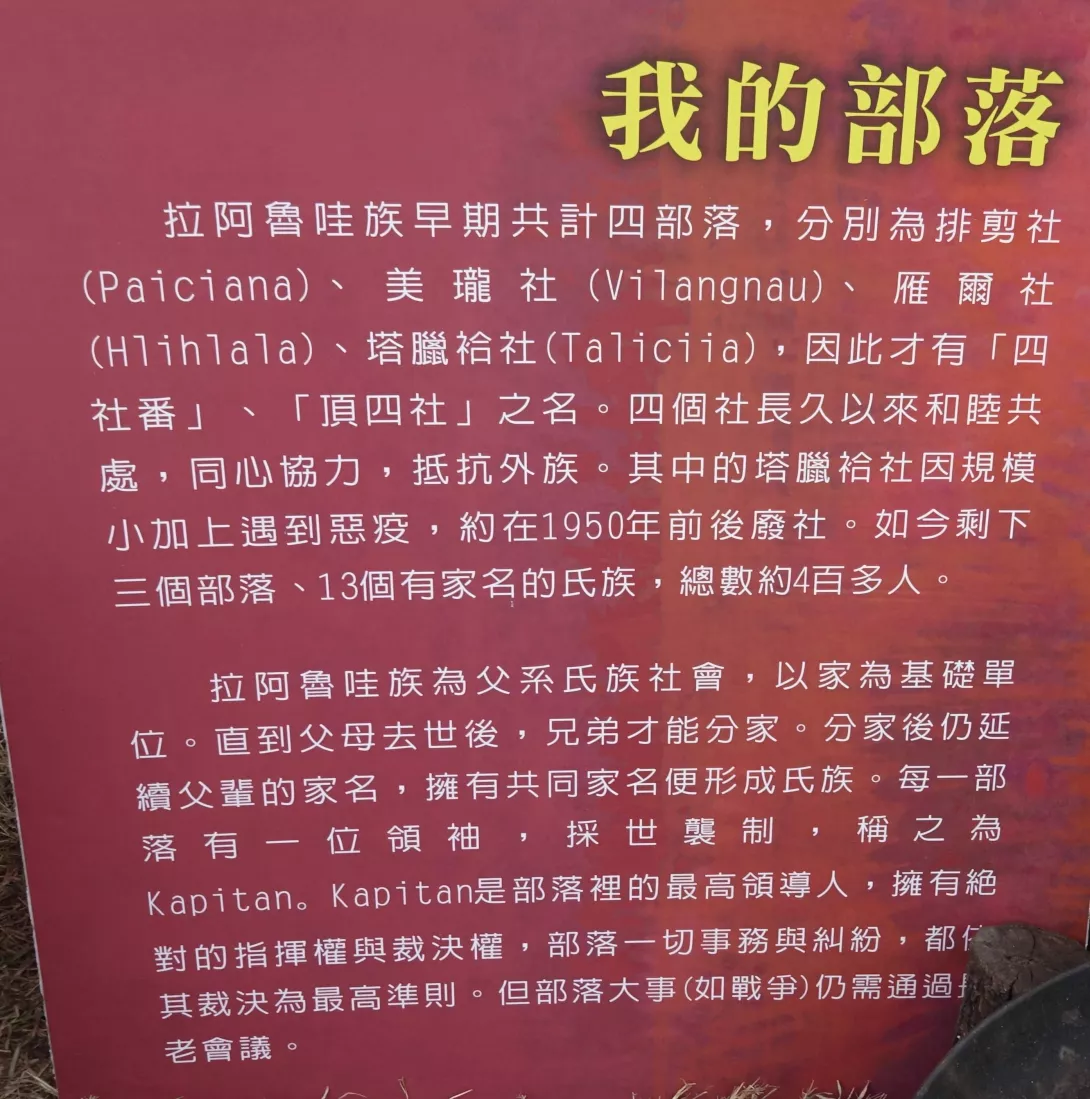 我的部落
拉阿魯哇族早期共計四部落，分別為排剪社
(Paiciana)、美瓏社(Vilangnau)、雁爾社
(Hlihlala)、塔臘袷社(Taliciia)，因此才有「四
社番」、「頂四社」之名。四個社長久以來和睦共
處，同心協力，抵抗外族。其中的塔臘袷社因規模
小加上遇到惡疫，約在1950年前後廢社。如今剩下
三個部落、13個有家名的氏族，總數約4百多人。
拉阿魯哇族為父系氏族社會，以家為基礎單
位。直到父母去世後，兄弟才能分家。分家後仍延
續父輩的家名，擁有共同家名便形成氏族。每一部
落有一位領袖，採世襲制，稱之為
Kapitan。Kapitan是部落裡的最高領導人，擁有絕
對的指揮權與裁決權，部落一切事務與糾紛，都
其裁決為最高準則。但部落大事(如戰爭)仍需通過
老會議。